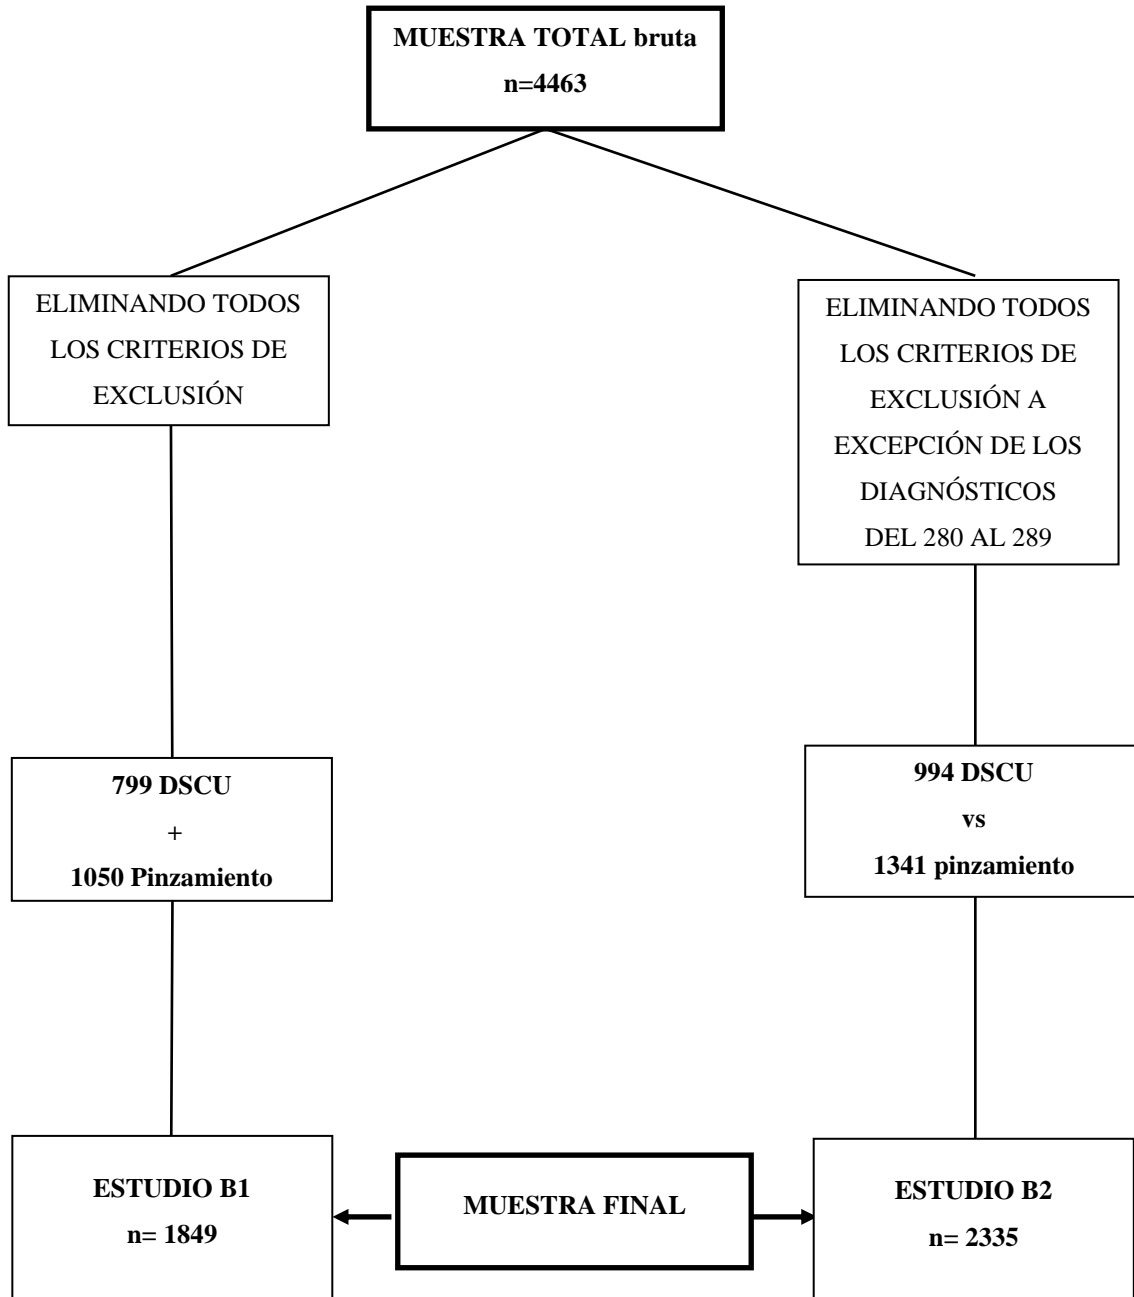 MUESTRA TOTAL bruta
n=4463
ELIMINANDO TODOS
LOS CRITERIOS DE
EXCLUSIÓN
ELIMINANDO TODOS
LOS CRITERIOS DE
EXCLUSIÓN A
EXCEPCIÓN DE LOS
DIAGNÓSTICOS
DEL 280 AL 289
799 DSCU
+
1050 Pinzamiento
994 DSCU
vs
1341 pinzamiento
ESTUDIO B1
n= 1849
MUESTRA FINAL
ESTUDIO B2
n= 2335